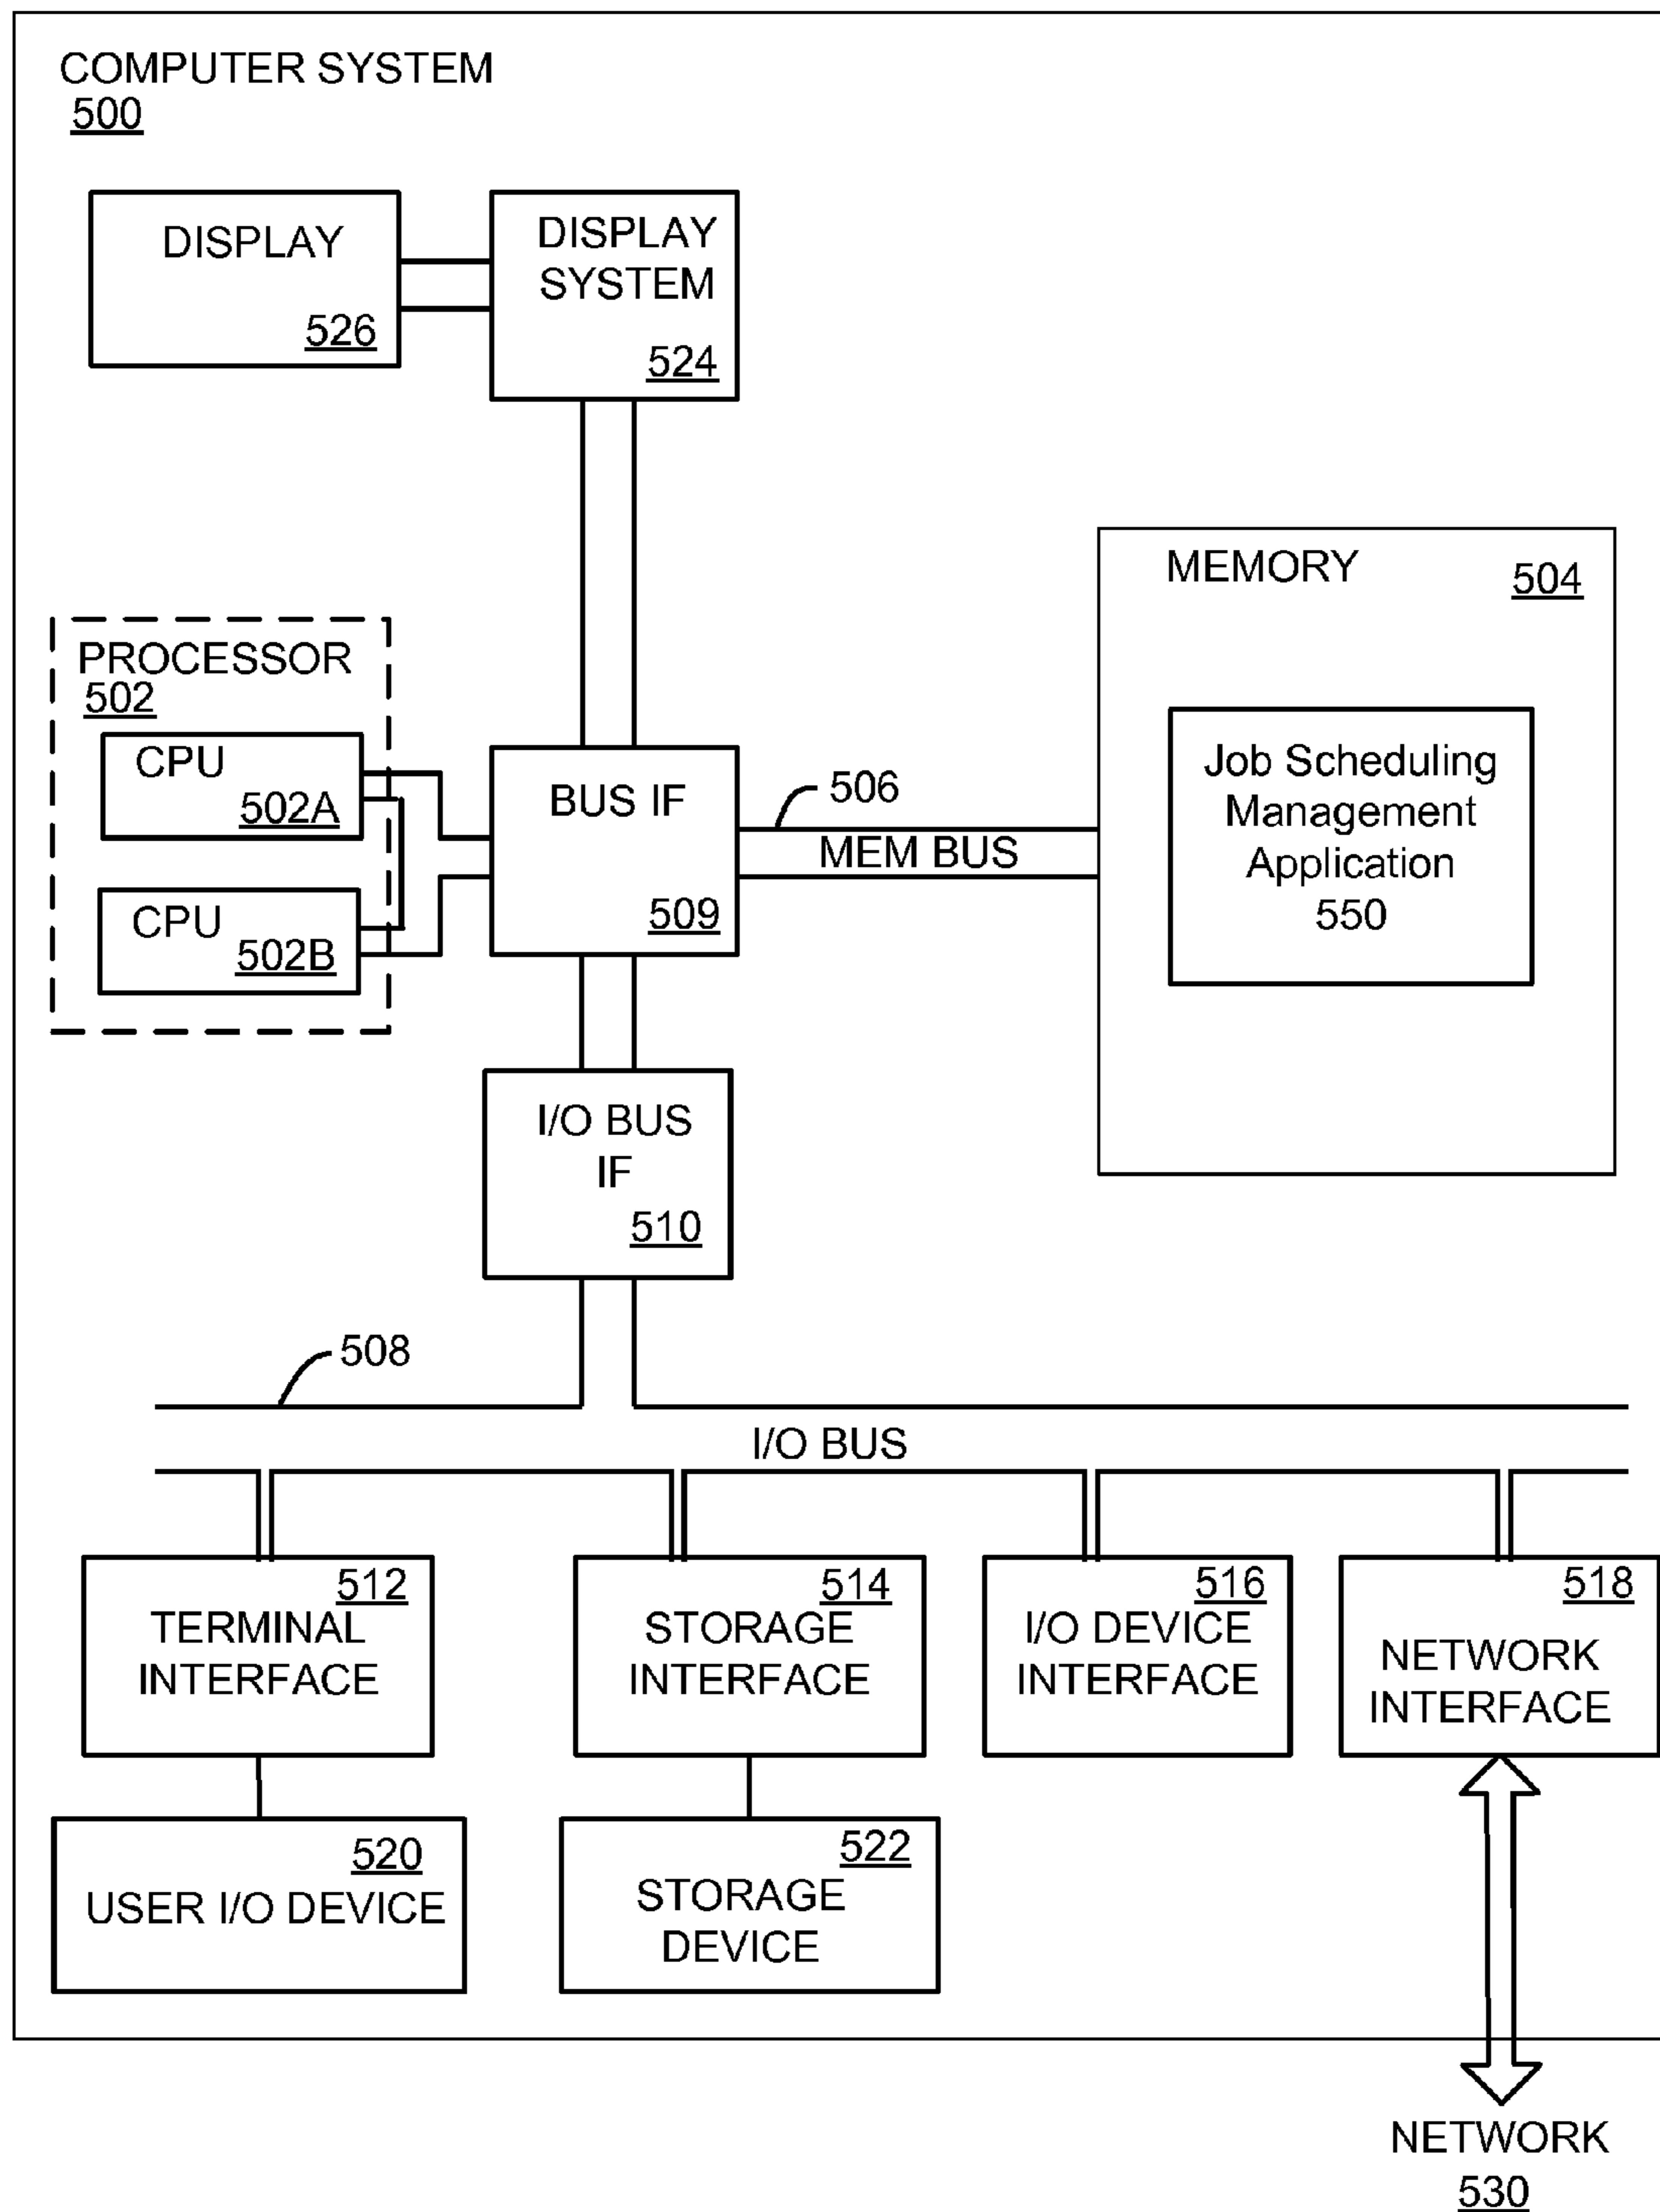 COMPUTER SYSTEM
500
DISPLAY
526
DISPLAY
SYSTEM
524
MEMORY
504
PROCESSOR
502
CPU
502A
CPU
502B
BUS IF
509
506
MEM BUS
Job Scheduling
Management
Application
550
I/O BUS
IF
510
508
I/O BUS
512
TERMINAL
INTERFACE
514
STORAGE
INTERFACE
516
I/O DEVICE
INTERFACE
518
NETWORK
INTERFACE
520
USER I/O DEVICE
522
STORAGE
DEVICE
NETWORK
530